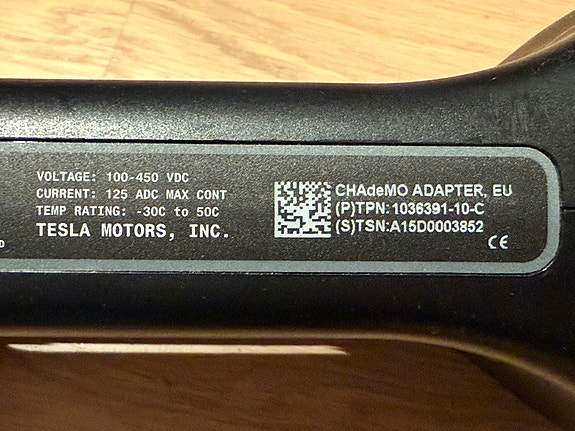 VOLTAGE: 100-450 VDC
CURRENT: 125 ADC MAX CONT
TEMP RATING: -30C to 50C
TESLA MOTORS, INC.
CHAdeMO ADAPTER, EU
(P)TPN: 1036391-10-C
(S)TSN: A15D0003852
CE